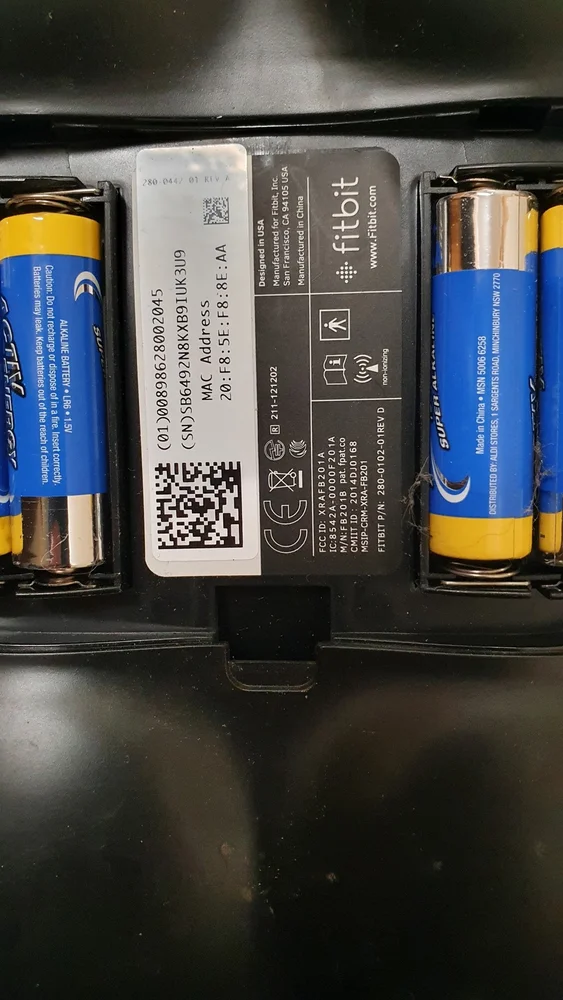 280-0442-01 REV A
(01)00898628002045
(SN)SB6492N8KXB9IUK3U9
MAC Address
20:F8:5E:F8:8E:AA
Designed in USA
Manufactured for Fitbit, Inc.
San Francisco, CA 94105 USA
Manufactured in China
fitbit
www.Fitbit.com
R 211-121202
non-ionizing
CE
FCC ID: XRAFB201A
IC:8542A-0000F201A
M/N:FB201B pat. fpat.co
CMIIT ID: 2014DJ0168
MSIP-CRM-XRA-FB201
FITBIT P/N: 280-0102-01REV D
ALKALINE BATTERY • LR6 • 1.5V
Caution: Do not recharge or dispose of in a fire. Insert correctly.
Batteries may leak. Keep batteries out of the reach of children.
SUPER ALKALINE
Made in China • MSN 5006 6258
DISTRIBUTED BY: ALDI STORES, 1 SARGENTS ROAD, MINCHINBURY NSW 2770